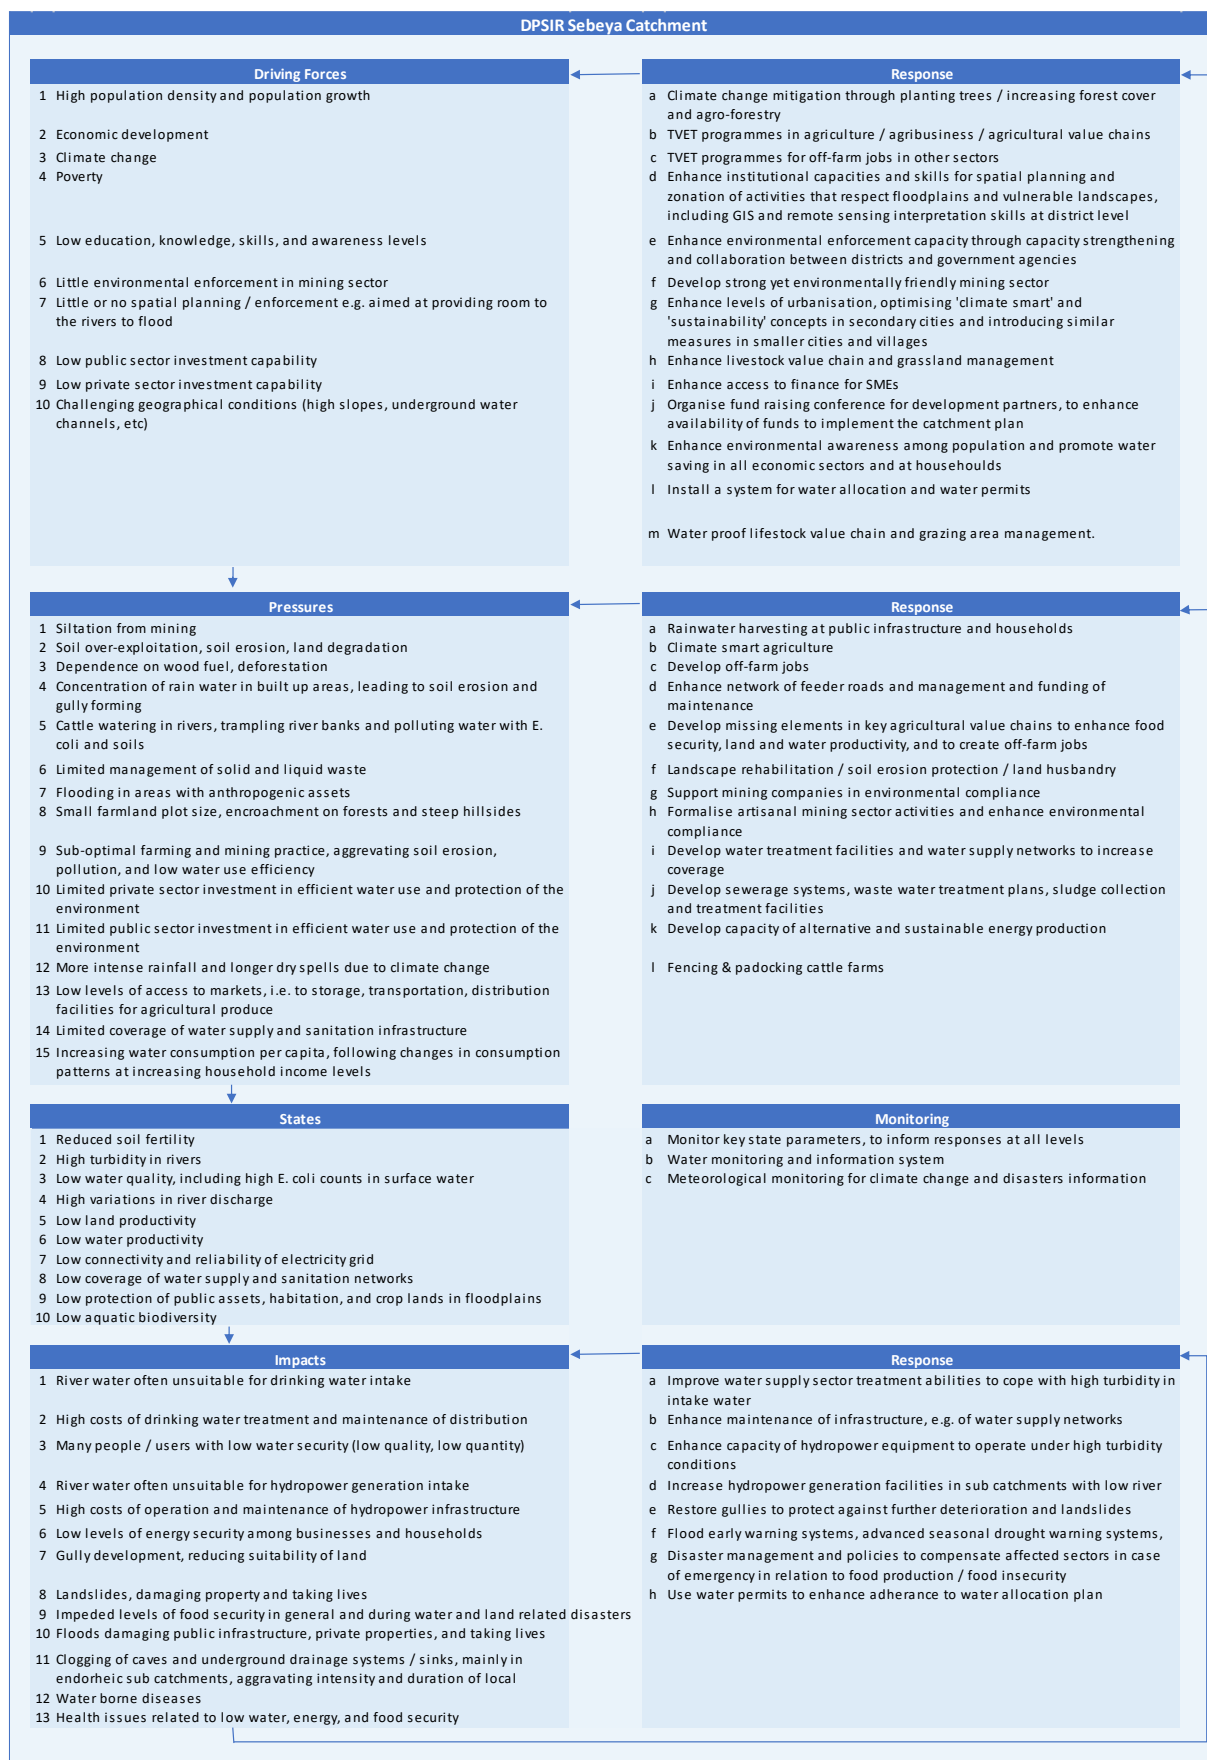 DPSIR Sebeya Catchment
Driving Forces
1 High population density and population growth
2 Economic development
3 Climate change
4 Poverty
5 Low education, knowledge, skills, and awareness levels
6 Little environmental enforcement in mining sector
7 Little or no spatial planning / enforcement e.g. aimed at providing room to
the rivers to flood
8 Low public sector investment capability
9 Low private sector investment capability
10 Challenging geographical conditions (high slopes, underground water
channels, etc)
Response
a Climate change mitigation through planting trees / increasing forest cover
and agro-forestry
b TVET programmes in agriculture / agribusiness / agricultural value chains
c TVET programmes for off-farm jobs in other sectors
d Enhance institutional capacities and skills for spatial planning and
zonation of activities that respect floodplains and vulnerable landscapes,
including GIS and remote sensing interpretation skills at district level
e Enhance environmental enforcement capacity through capacity strengthening
and collaboration between districts and government agencies
f Develop strong yet environmentally friendly mining sector
g Enhance levels of urbanisation, optimising 'climate smart' and
'sustainability' concepts in secondary cities and introducing similar
measures in smaller cities and villages
h Enhance livestock value chain and grassland management
i Enhance access to finance for SMEs
j Organise fund raising conference for development partners, to enhance
availability of funds to implement the catchment plan
k Enhance environmental awareness among population and promote water
saving in all economic sectors and at househoulds
l Install a system for water allocation and water permits
m Water proof lifestock value chain and grazing area management.
Pressures
1 Siltation from mining
2 Soil over-exploitation, soil erosion, land degradation
3 Dependence on wood fuel, deforestation
4 Concentration of rain water in built up areas, leading to soil erosion and
gully forming
5 Cattle watering in rivers, trampling river banks and polluting water with E.
coli and soils
6 Limited management of solid and liquid waste
7 Flooding in areas with anthropogenic assets
8 Small farmland plot size, encroachment on forests and steep hillsides
9 Sub-optimal farming and mining practice, aggrevating soil erosion,
pollution, and low water use efficiency
10 Limited private sector investment in efficient water use and protection of the
environment
11 Limited public sector investment in efficient water use and protection of the
environment
12 More intense rainfall and longer dry spells due to climate change
13 Low levels of access to markets, i.e. to storage, transportation, distribution
facilities for agricultural produce
14 Limited coverage of water supply and sanitation infrastructure
15 Increasing water consumption per capita, following changes in consumption
patterns at increasing household income levels
Response
a Rainwater harvesting at public infrastructure and households
b Climate smart agriculture
c Develop off-farm jobs
d Enhance network of feeder roads and management and funding of
maintenance
e Develop missing elements in key agricultural value chains to enhance food
security, land and water productivity, and to create off-farm jobs
f Landscape rehabilitation / soil erosion protection / land husbandry
g Support mining companies in environmental compliance
h Formalise artisanal mining sector activities and enhance environmental
compliance
i Develop water treatment facilities and water supply networks to increase
coverage
j Develop sewerage systems, waste water treatment plans, sludge collection
and treatment facilities
k Develop capacity of alternative and sustainable energy production
l Fencing & padocking cattle farms
States
1 Reduced soil fertility
2 High turbidity in rivers
3 Low water quality, including high E. coli counts in surface water
4 High variations in river discharge
5 Low land productivity
6 Low water productivity
7 Low connectivity and reliability of electricity grid
8 Low coverage of water supply and sanitation networks
9 Low protection of public assets, habitation, and crop lands in floodplains
10 Low aquatic biodiversity
Monitoring
a Monitor key state parameters, to inform responses at all levels
b Water monitoring and information system
c Meteorological monitoring for climate change and disasters information
Impacts
1 River water often unsuitable for drinking water intake
2 High costs of drinking water treatment and maintenance of distribution
3 Many people / users with low water security (low quality, low quantity)
4 River water often unsuitable for hydropower generation intake
5 High costs of operation and maintenance of hydropower infrastructure
6 Low levels of energy security among businesses and households
7 Gully development, reducing suitability of land
8 Landslides, damaging property and taking lives
9 Impeded levels of food security in general and during water and land related disasters
10 Floods damaging public infrastructure, private properties, and taking lives
11 Clogging of caves and underground drainage systems / sinks, mainly in
endorheic sub catchments, aggravating intensity and duration of local
12 Water borne diseases
13 Health issues related to low water, energy, and food security
Response
a Improve water supply sector treatment abilities to cope with high turbidity in
intake water
b Enhance maintenance of infrastructure, e.g. of water supply networks
c Enhance capacity of hydropower equipment to operate under high turbidity
conditions
d Increase hydropower generation facilities in sub catchments with low river
e Restore gullies to protect against further deterioration and landslides
f Flood early warning systems, advanced seasonal drought warning systems,
g Disaster management and policies to compensate affected sectors in case
of emergency in relation to food production / food insecurity
h Use water permits to enhance adherence to water allocation plan